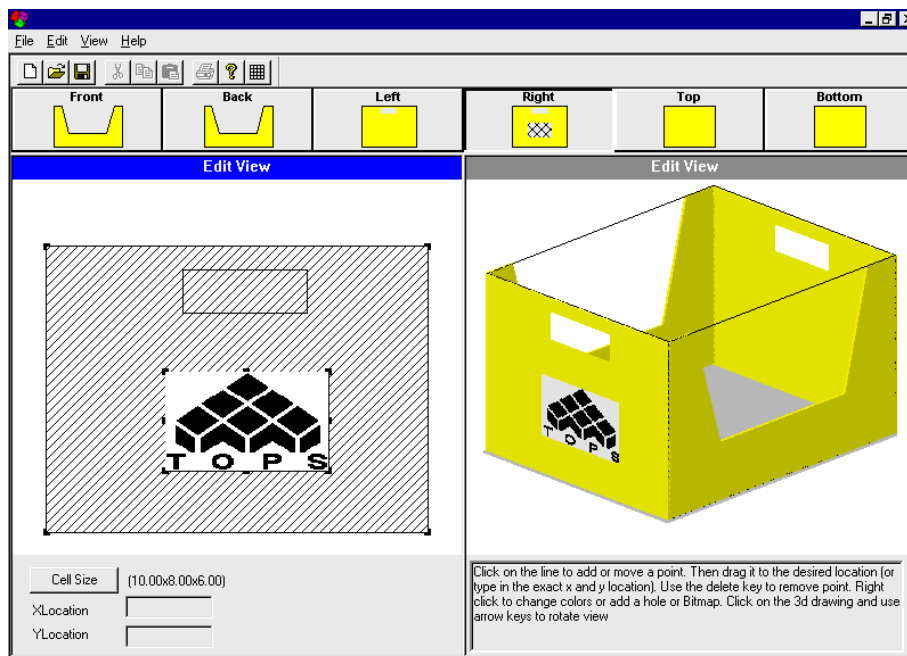 File Edit View Help
Front Back Left Right Top Bottom
Edit View
Edit View
T O P S
T O P S
Cell Size (10.00x8.00x6.00)
XLocation
YLocation
Click on the line to add or move a point. Then drag it to the desired location (or
type in the exact x and y location). Use the delete key to remove point. Right
click to change colors or add a hole or Bitmap. Click on the 3d drawing and use
arrow keys to rotate view